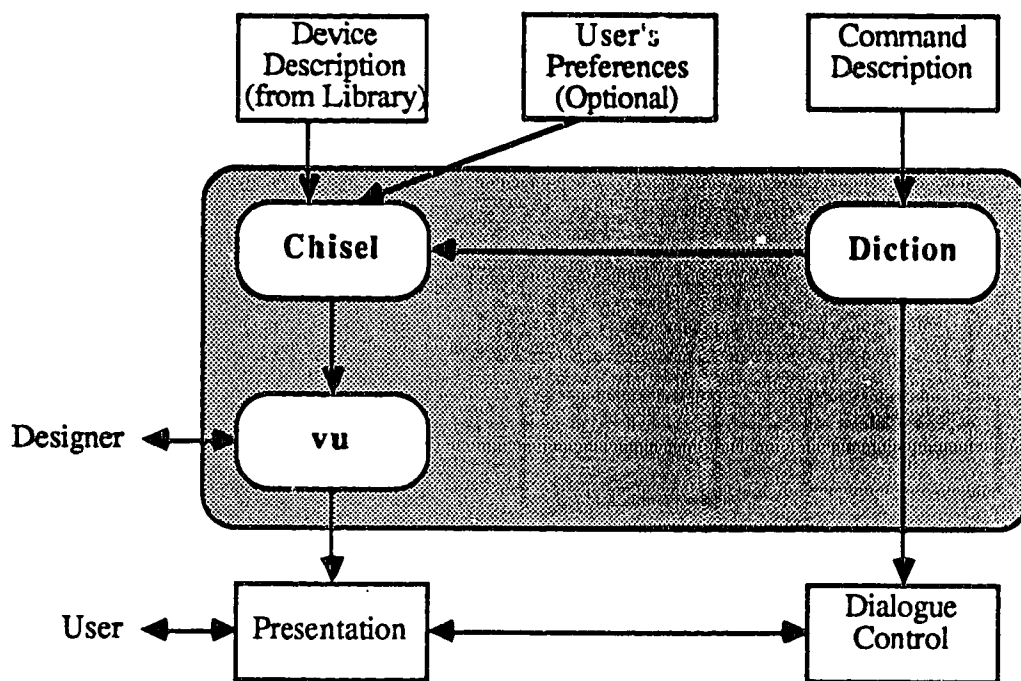 Device
Description
(from Library)
User's
Preferences
(Optional)
Command
Description
Chisel
Diction
Designer
vu
User
Presentation
Dialogue
Control